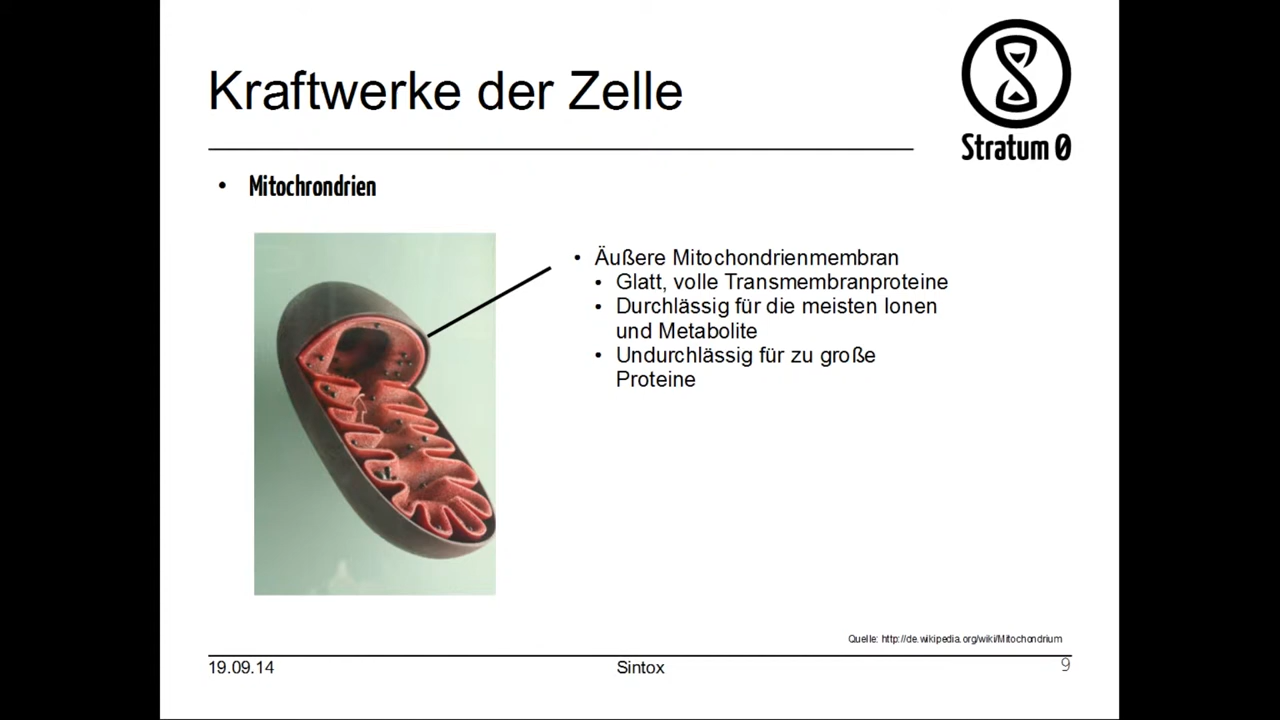 Kraftwerke der Zelle
Stratum 0
• Mitochrondrien
• Äußere Mitochondrienmembran
• Glatt, volle Transmembranproteine
• Durchlässig für die meisten Ionen
und Metabolite
• Undurchlässig für zu große
Proteine
Quelle: http://de.wikipedia.org/wiki/Mitochondrium
19.09.14
Sintox
9